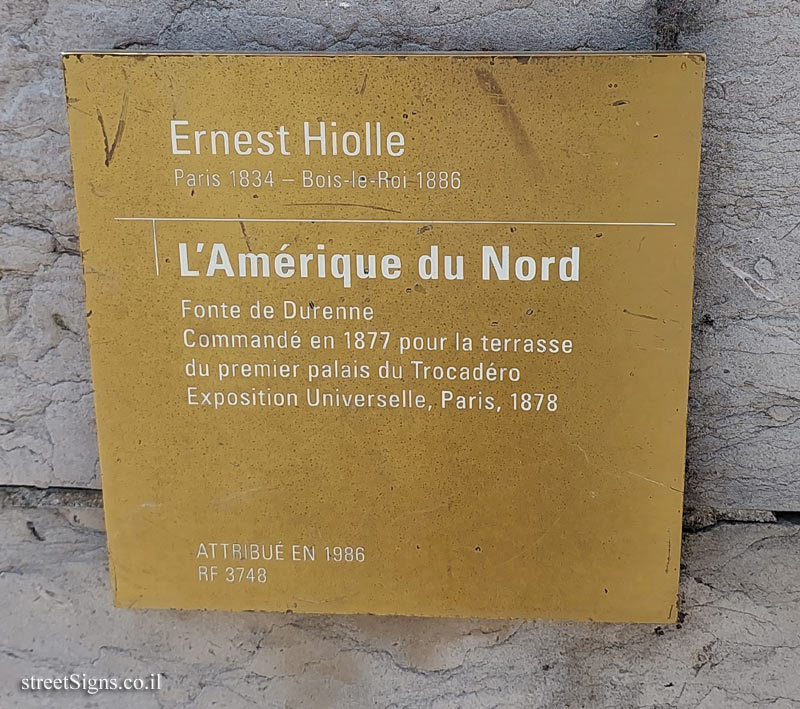 Ernest Hiolle
Paris 1834 – Bois-le-Roi 1886
L'Amérique du Nord
Fonte de Durenne
Commandé en 1877 pour la terrasse
du premier palais du Trocadéro
Exposition Universelle, Paris, 1878
ATTRIBUÉ EN 1986
RF 3748
streetSigns.co.il